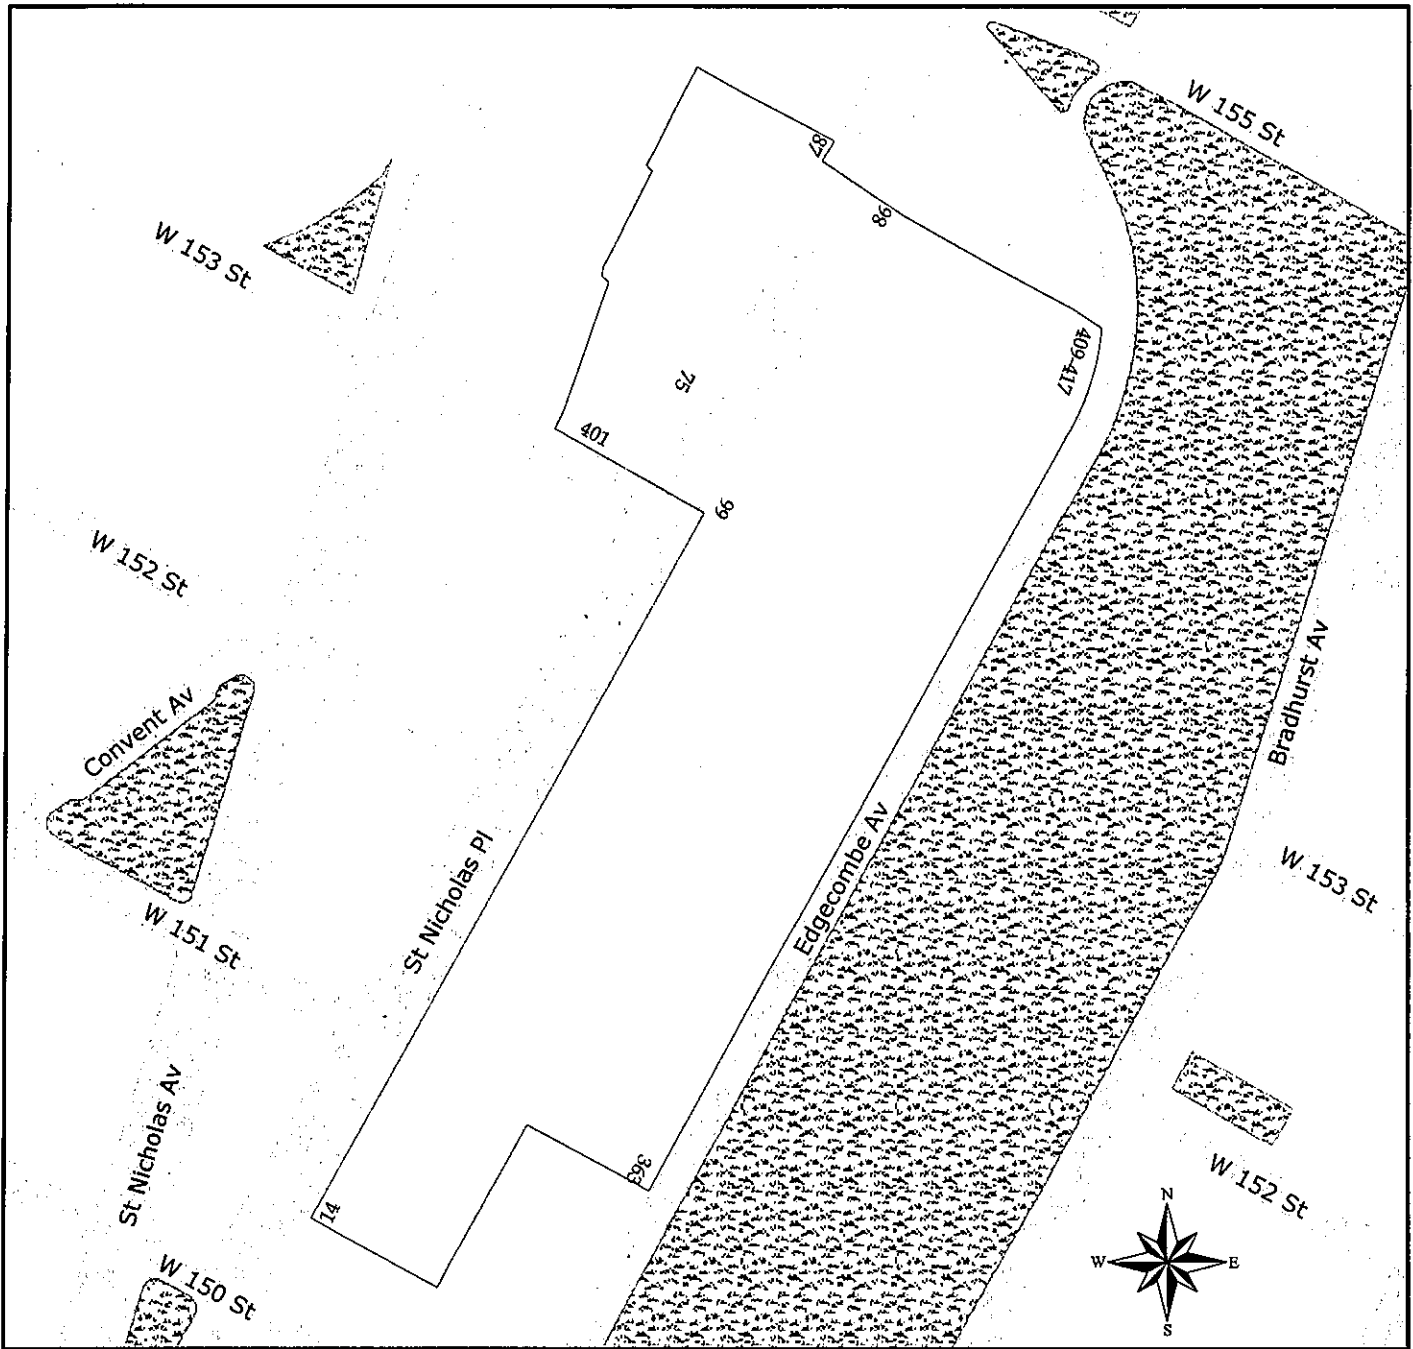 W 155 St
87
W 153 St
86
409-417
75
401
66
W 152 St
Bradhurst Av
Convent Av
Edgecombe Av
St Nicholas Pl
W 153 St
W 151 St
St Nicholas Av
363
W 152 St
14
N
W
E
S
W 150 St